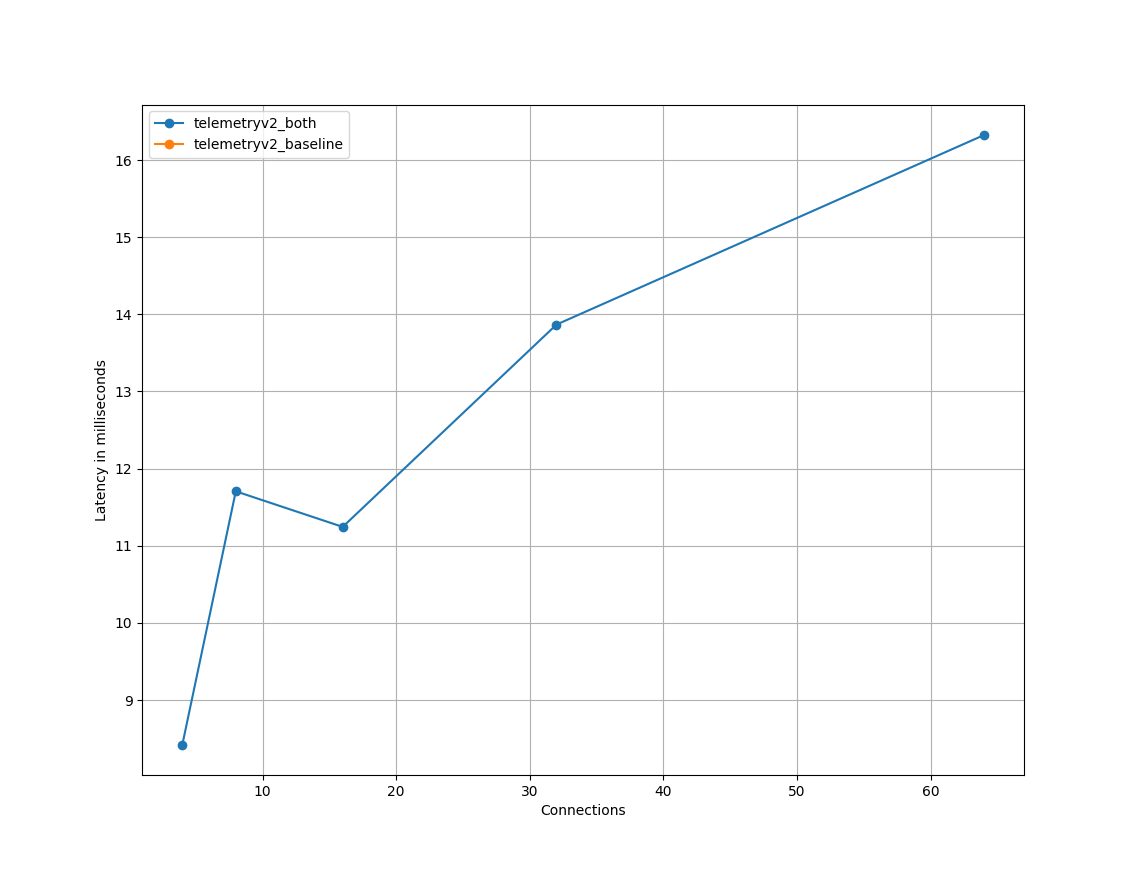 telemetryv2_both
telemetryv2_baseline
16
15
14
13
12
11
10
9
Latency in milliseconds
10 20 30 40 50 60
Connections